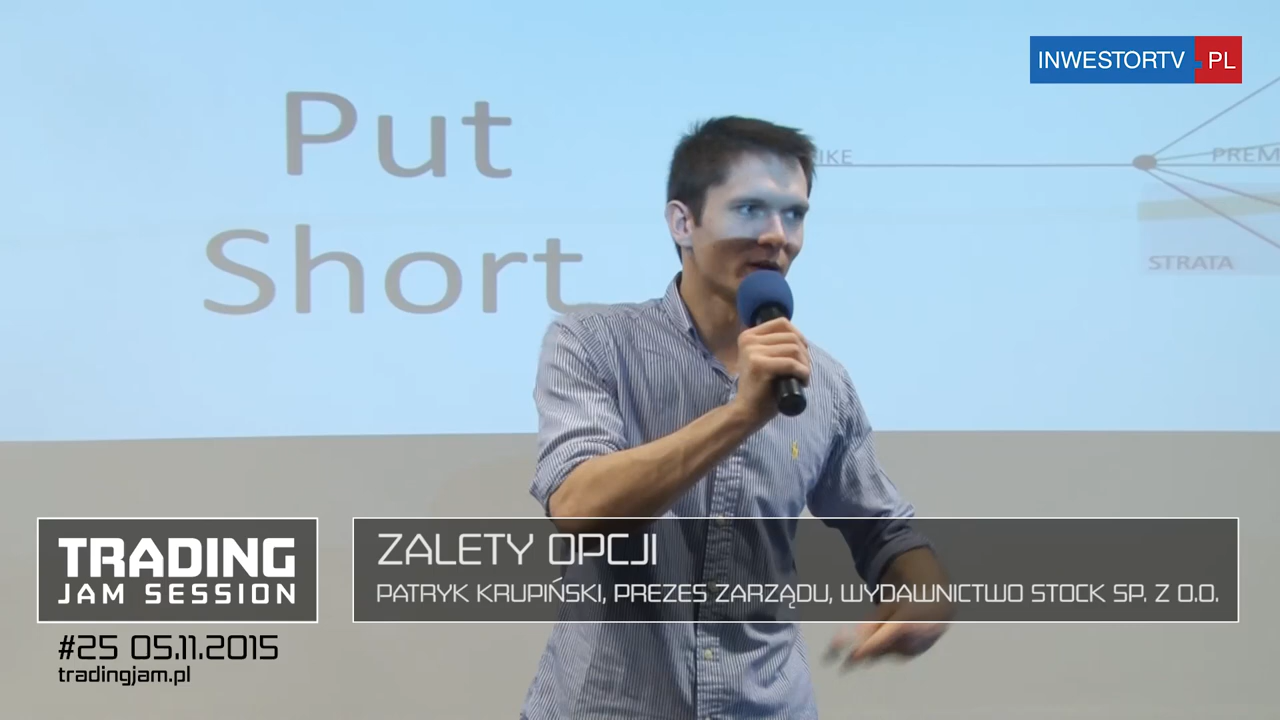 INWESTORTV.PL
Put
Short
STRATA
TRADING
JAM SESSION
#25 05.11.2015
tradingjam.pl
ZALETY OPCJI
PATRYK KRUPIŃSKI, PREZES ZARZĄDU, WYDAWNICTWO STOCK SP. Z O.O.